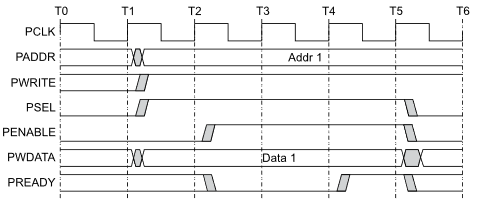 T0 T1 T2 T3 T4 T5 T6
PCLK
PADDR Addr 1
PWRITE
PSEL
PENABLE
PWDATA Data 1
PREADY